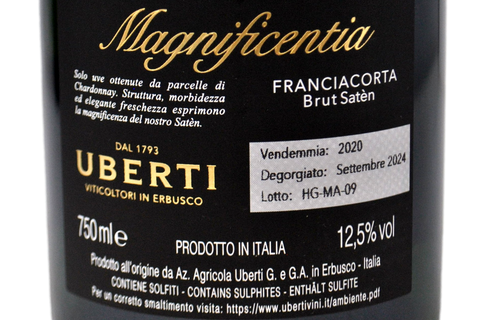 Magnificentia
Solo uve ottenute da parcelle di
Chardonnay. Struttura, morbidezza
ed elegante freschezza esprimono
la magnificenza del nostro Satèn.
FRANCIACORTA
Brut Satèn
DAL 1793
UBERTI
VITICOLTORI IN ERBUSCO
Vendemmia: 2020
Degorgiato: Settembre 2024
Lotto: HG-MA-09
750 ml e
PRODOTTO IN ITALIA
12,5% vol
Prodotto all'origine da Az. Agricola Uberti G. e G.A. in Erbusco - Italia
CONTIENE SOLFITI - CONTAINS SULPHITES - ENTHÄLT SULFITE
Per un corretto smaltimento visita: https://www.ubertivini.it/ambiente.pdf